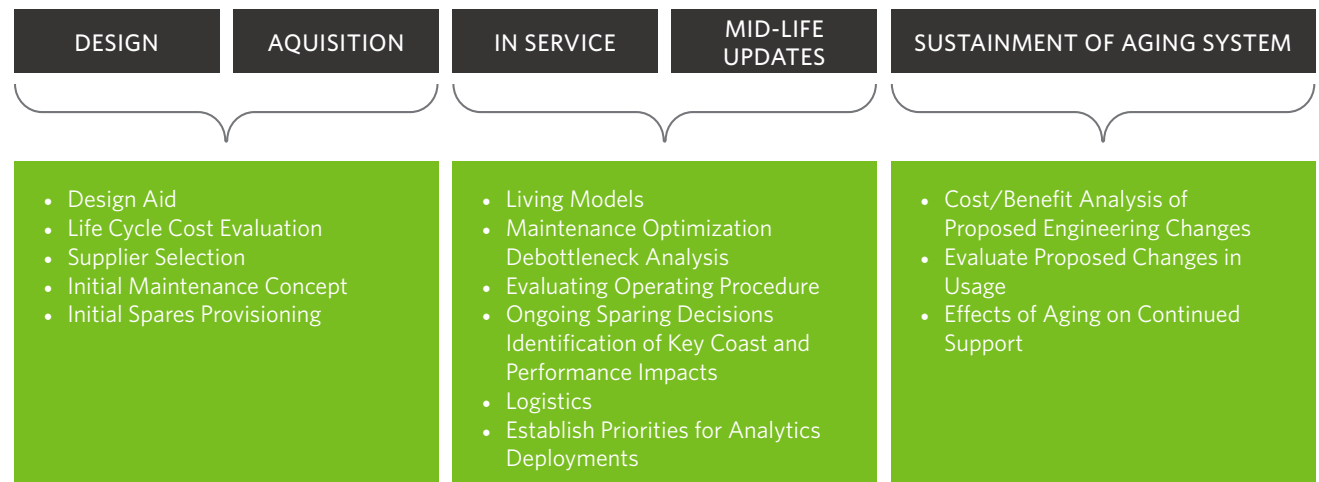 DESIGN
AQUISITION
IN SERVICE
MID-LIFE
UPDATES
SUSTAINMENT OF AGING SYSTEM
• Design Aid
• Life Cycle Cost Evaluation
• Supplier Selection
• Initial Maintenance Concept
• Initial Spares Provisioning
• Living Models
• Maintenance Optimization
Debottleneck Analysis
• Evaluating Operating Procedure
• Ongoing Sparing Decisions
Identification of Key Coast and
Performance Impacts
• Logistics
• Establish Priorities for Analytics
Deployments
• Cost/Benefit Analysis of
Proposed Engineering Changes
• Evaluate Proposed Changes in
Usage
• Effects of Aging on Continued
Support